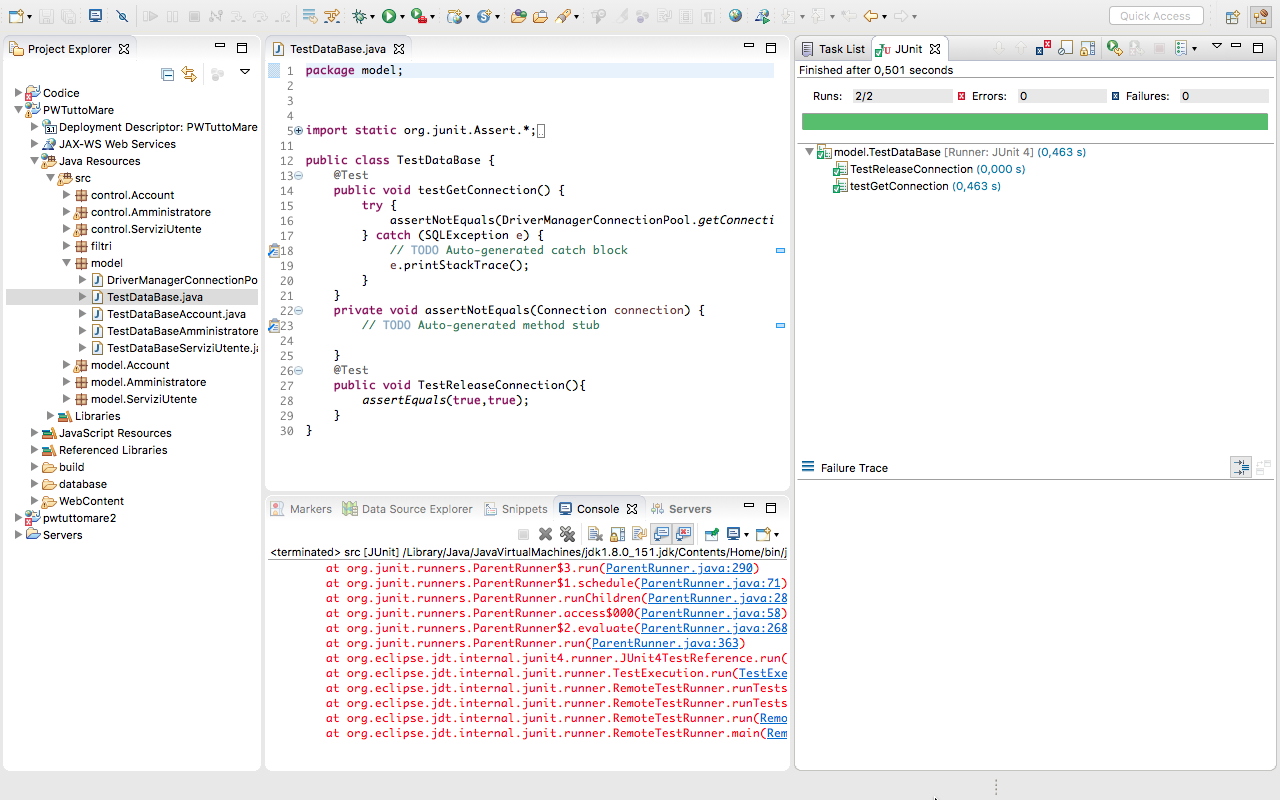 Quick Access
Project Explorer
Codice
PWTuttoMare
Deployment Descriptor: PWTuttoMare
JAX-WS Web Services
Java Resources
src
control.Account
control.Amministratore
control.ServiziUtente
filtri
model
DriverManagerConnectionPo
TestDataBase.java
TestDataBaseAccount.java
TestDataBaseAmministratore
TestDataBaseServiziUtente.ja
model.Account
model.Amministratore
model.ServiziUtente
Libraries
JavaScript Resources
Referenced Libraries
build
database
WebContent
pwtuttomare2
Servers
TestDataBase.java
1 package model;
2
3
4
5 import static org.junit.Assert.*;
11
12 public class TestDataBase {
13 @Test
14 public void testGetConnection() {
15 try {
16 assertNotEquals(DriverManagerConnectionPool.getConnecti
17 } catch (SQLException e) {
18 // TODO Auto-generated catch block
19 e.printStackTrace();
20 }
21 }
22 private void assertNotEquals(Connection connection) {
23 // TODO Auto-generated method stub
24
25 }
26 @Test
27 public void TestReleaseConnection(){
28 assertEquals(true,true);
29 }
30 }
Markers Data Source Explorer Snippets Console Servers
<terminated> src [JUnit] /Library/Java/JavaVirtualMachines/jdk1.8.0_151.jdk/Contents/Home/bin/j
at org.junit.runners.ParentRunner$3.run(ParentRunner.java:290)
at org.junit.runners.ParentRunner$1.schedule(ParentRunner.java:71)
at org.junit.runners.ParentRunner.runChildren(ParentRunner.java:28
at org.junit.runners.ParentRunner.access$000(ParentRunner.java:58)
at org.junit.runners.ParentRunner$2.evaluate(ParentRunner.java:268
at org.junit.runners.ParentRunner.run(ParentRunner.java:363)
at org.eclipse.jdt.internal.junit4.runner.JUnit4TestReference.run(
at org.eclipse.jdt.internal.junit.runner.TestExecution.run(TestExe
at org.eclipse.jdt.internal.junit.runner.RemoteTestRunner.runTests
at org.eclipse.jdt.internal.junit.runner.RemoteTestRunner.runTests
at org.eclipse.jdt.internal.junit.runner.RemoteTestRunner.run(Remo
at org.eclipse.jdt.internal.junit.runner.RemoteTestRunner.main(Rem
Task List JUnit
Finished after 0,501 seconds
Runs: 2/2 Errors: 0 Failures: 0
model.TestDataBase [Runner: JUnit 4] (0,463 s)
TestReleaseConnection (0,000 s)
testGetConnection (0,463 s)
Failure Trace